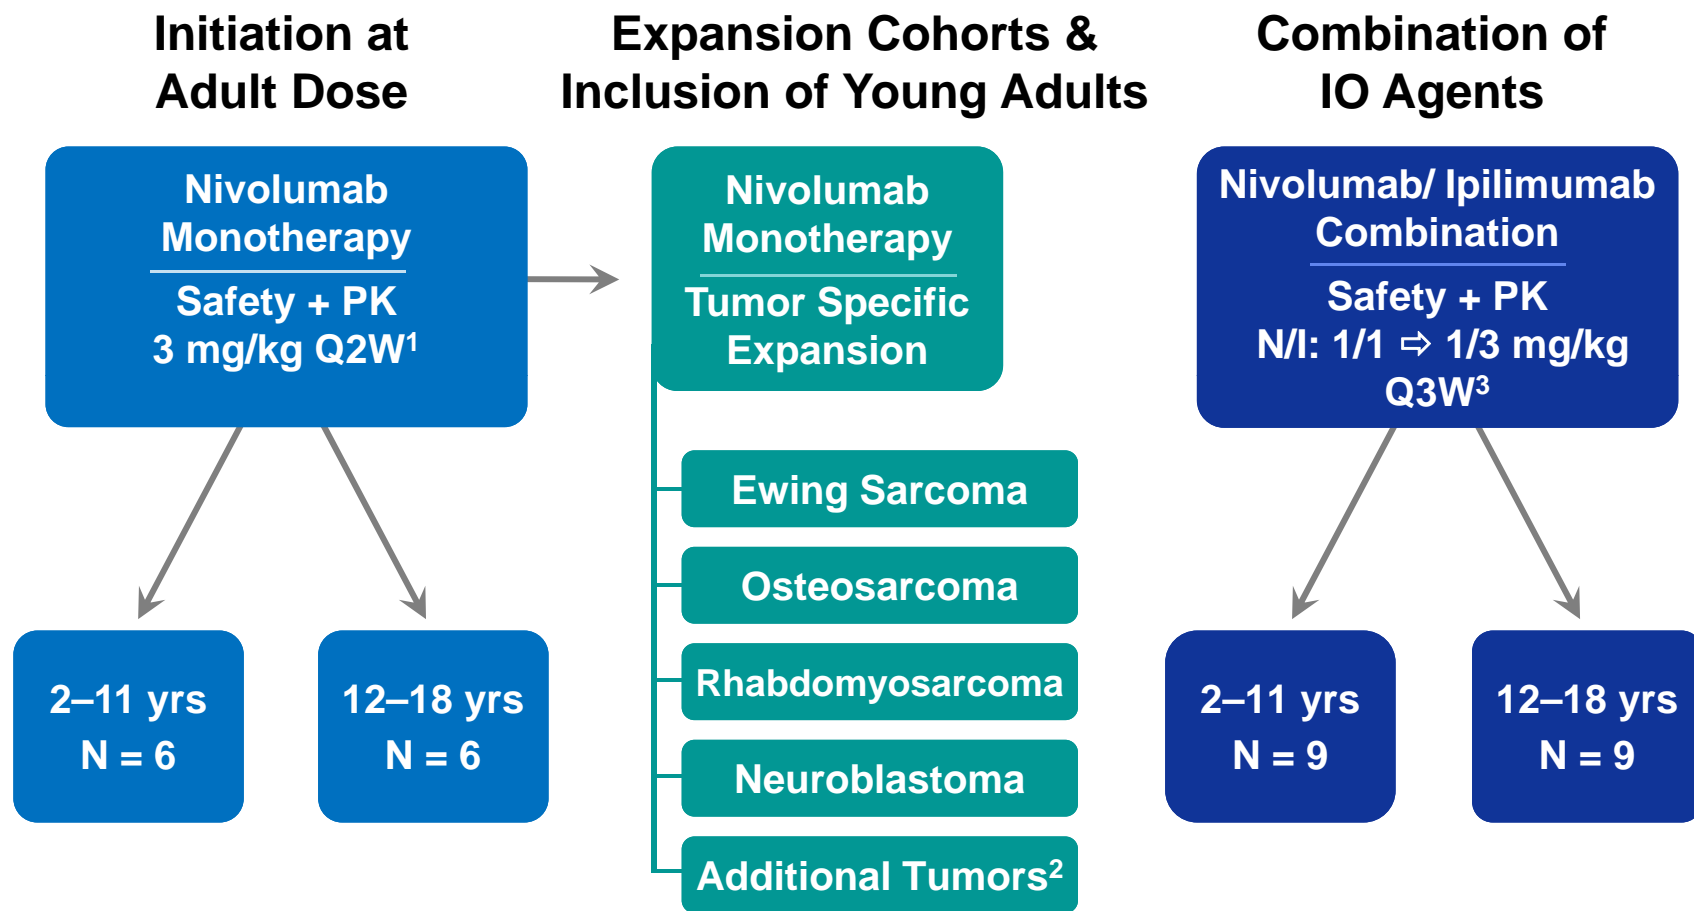 Initiation at
Adult Dose
Nivolumab
Monotherapy
Safety + PK
3 mg/kg Q2W¹
2–11 yrs
N = 6
12–18 yrs
N = 6
Expansion Cohorts &
Inclusion of Young Adults
Nivolumab
Monotherapy
Tumor Specific
Expansion
Ewing Sarcoma
Osteosarcoma
Rhabdomyosarcoma
Neuroblastoma
Additional Tumors²
Combination of
IO Agents
Nivolumab/ Ipilimumab
Combination
Safety + PK
N/I: 1/1 ⇨ 1/3 mg/kg
Q3W³
2–11 yrs
N = 9
12–18 yrs
N = 9